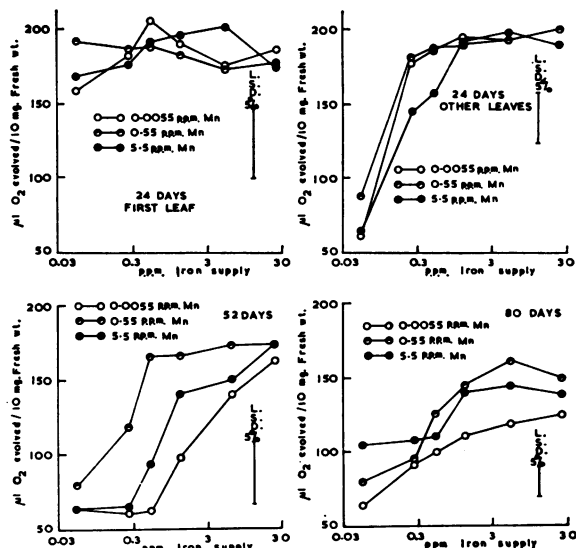 200
150
100
50
µl O2 evolved/10 mg. Fresh wt.
0·0055 p.p.m. Mn
0·55 p.p.m. Mn
5·5 p.p.m. Mn
24 DAYS
FIRST LEAF
L.S.D. 5%
0·03 0·3 3 30
p.p.m. Iron supply
200
150
100
50
µl O2 evolved/10 mg. Fresh wt.
L.S.D. 5%
24 DAYS
OTHER LEAVES
0·0055 p.p.m. Mn
0·55 p.p.m. Mn
5·5 p.p.m. Mn
0·03 0·3 3 30
p.p.m. Iron supply
200
150
100
50
µl O2 evolved/10 mg. Fresh wt.
0·0055 p.p.m. Mn
0·55 p.p.m. Mn
5·5 p.p.m. Mn
52 DAYS
L.S.D. 5%
0·03 0·3 3 30
p.p.m. Iron supply
200
150
100
50
µl O2 evolved/10 mg. Fresh wt.
80 DAYS
0·0055 p.p.m. Mn
0·55 p.p.m. Mn
5·5 p.p.m. Mn
L.S.D. 5%
0·03 0·3 3 30
p.p.m. Iron supply